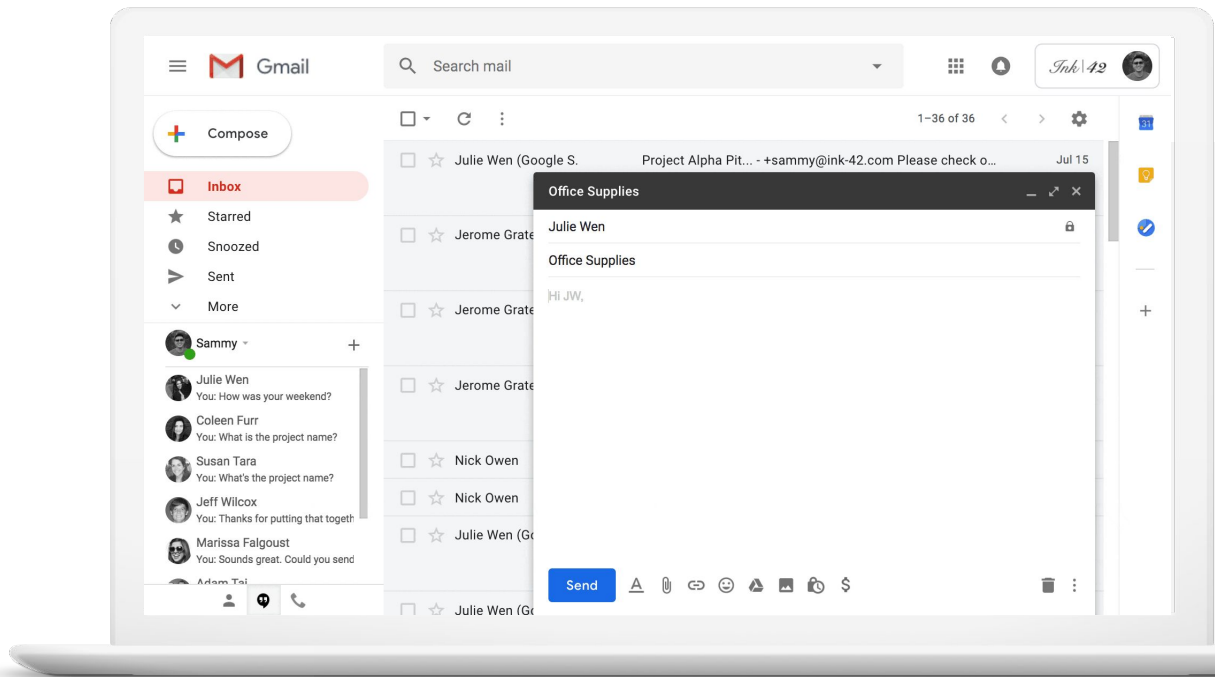 Gmail
Search mail
Ink|42
Compose
1–36 of 36
31
Julie Wen (Google S.
Project Alpha Pit... - +sammy@ink-42.com Please check o...
Jul 15
Inbox
Office Supplies
Starred
Julie Wen
Jerome Grate
Snoozed
Office Supplies
Sent
Hi JW,
More
Jerome Grate
Sammy
Julie Wen
You: How was your weekend?
Jerome Grate
Coleen Furr
You: What is the project name?
Susan Tara
You: What's the project name?
Nick Owen
Jeff Wilcox
You: Thanks for putting that togeth
Nick Owen
Marissa Falgoust
You: Sounds great. Could you send
Julie Wen (Go
Adam Tai
Send
Julie Wen (Go